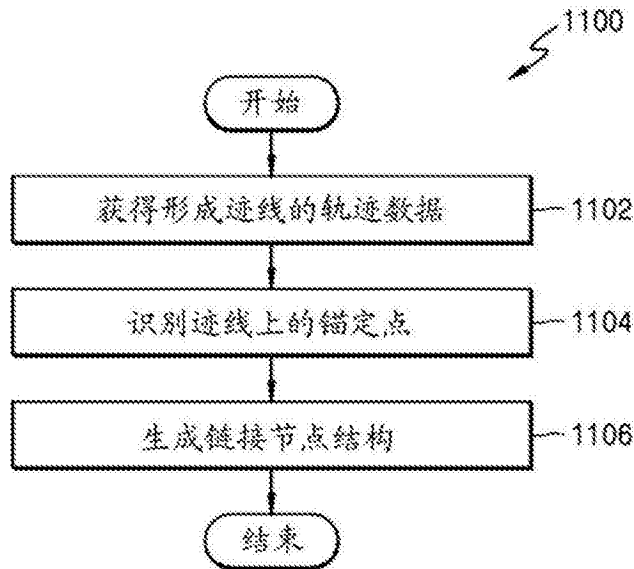 1100
开始
获得形成迹线的轨迹数据
1102
识别迹线上的锚定点
1104
生成链接节点结构
1106
结束